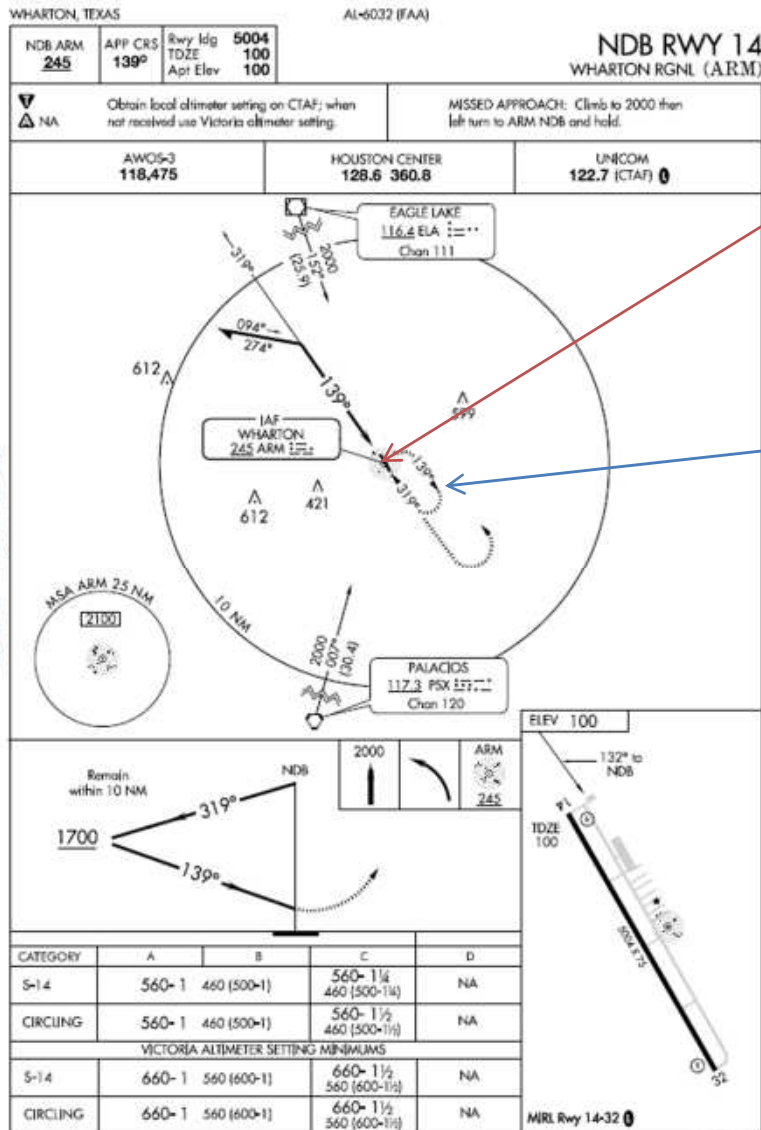 WHARTON, TEXAS
AL-6032 (FAA)
NDB ARM
245
APP CRS
139°
Rwy ldg 5004
TDZE 100
Apt Elev 100
NDB RWY 14
WHARTON RGNL (ARM)
T
A NA
Obtain local altimeter setting on CTAF; when
not received use Victoria altimeter setting.
MISSED APPROACH: Climb to 2000 then
left turn to ARM NDB and hold.
AWOS-3
118.475
HOUSTON CENTER
128.6 360.8
UNICOM
122.7 (CTAF) L
EAGLE LAKE
116.4 ELA
Chan 111
2000
152°
(25.9)
319°
094°
274°
139°
612
599
IAF
WHARTON
245 ARM
139°
319°
612
421
MSA ARM 25 NM
2100
10 NM
2000
007°
(30.4)
PALACIOS
117.3 PSX
Chan 120
Remain
within 10 NM
NDB
319°
1700
139°
2000
ARM
245
ELEV 100
132° to
NDB
14
TDZE
100
5004 X 75
32
MIRL Rwy 14-32 L
CATEGORY A B C D
S-14 560-1 460 (500-1) 560-1¼ 460 (500-1¼) NA
CIRCLING 560-1 460 (500-1) 560-1½ 460 (500-1½) NA
VICTORIA ALTIMETER SETTING MINIMUMS
S-14 660-1 560 (600-1) 660-1½ 560 (600-1½) NA
CIRCLING 660-1 560 (600-1) 660-1½ 560 (600-1½) NA